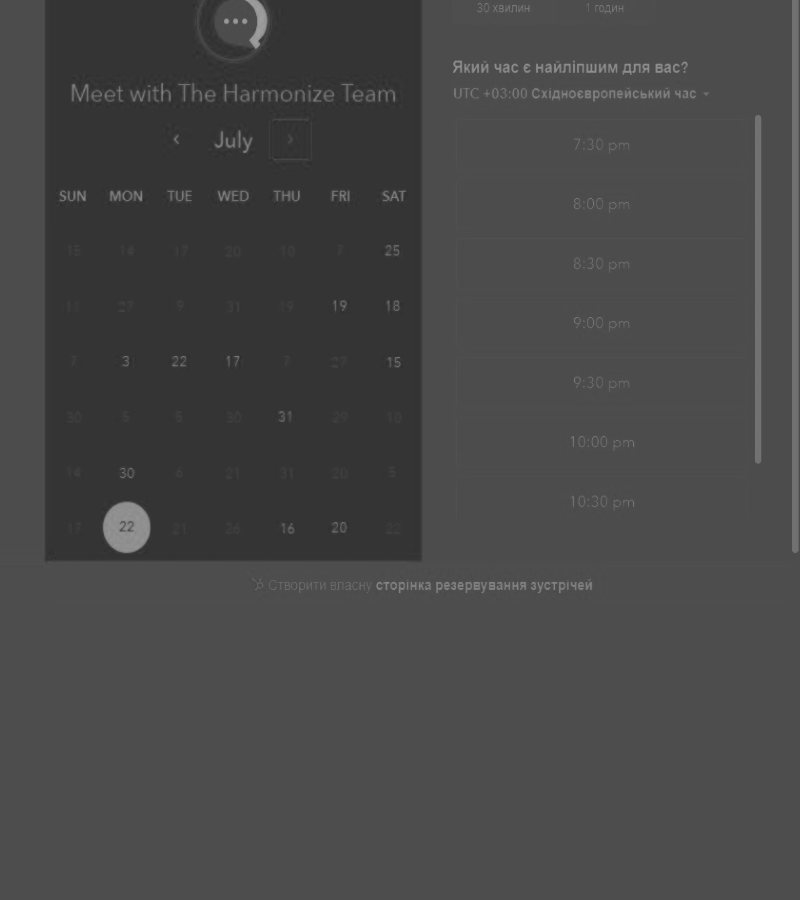 30 хвилин 1 годин
Meet with The Harmonize Team
July
SUN MON TUE WED THU FRI SAT
15 14 17 20 10 7 25
11 27 9 31 19 19 18
7 3 22 17 7 27 15
30 5 5 30 31 29 10
14 30 6 21 31 20 5
17 22 21 26 16 20 22
Який час є найліпшим для вас?
UTC +03:00 Східноєвропейський час
7:30 pm
8:00 pm
8:30 pm
9:00 pm
9:30 pm
10:00 pm
10:30 pm
Створити власну сторінка резервування зустрічей